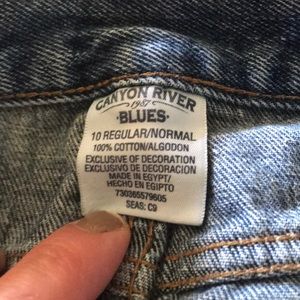 CANYON RIVER
1987
·BLUES·
10 REGULAR/NORMAL
100% COTTON/ALGODON
EXCLUSIVE OF DECORATION
EXCLUSIVO DE DECORACION
MADE IN EGYPT/
HECHO EN EGIPTO
730365579605
SEAS: C9